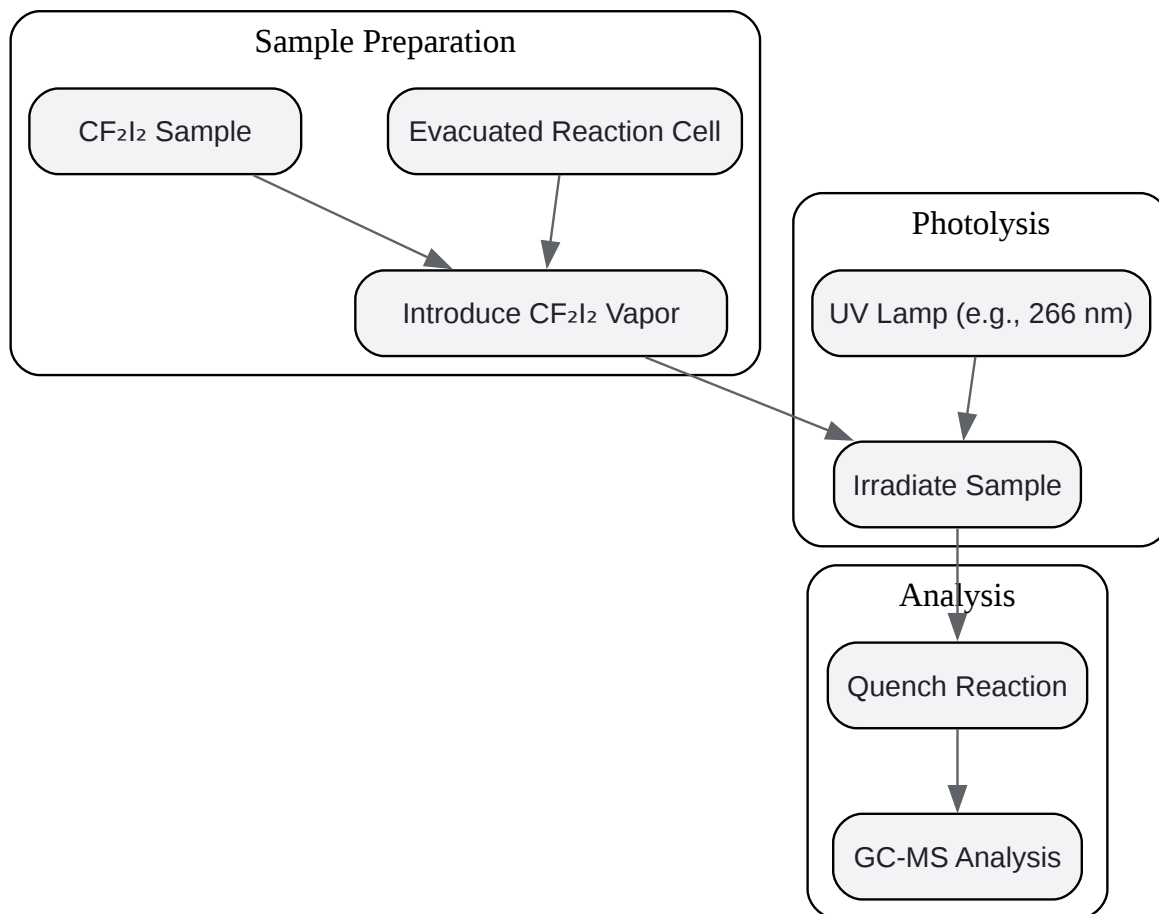 Sample Preparation
CF₂I₂ Sample
Evacuated Reaction Cell
Introduce CF₂I₂ Vapor
Photolysis
UV Lamp (e.g., 266 nm)
Irradiate Sample
Analysis
Quench Reaction
GC-MS Analysis